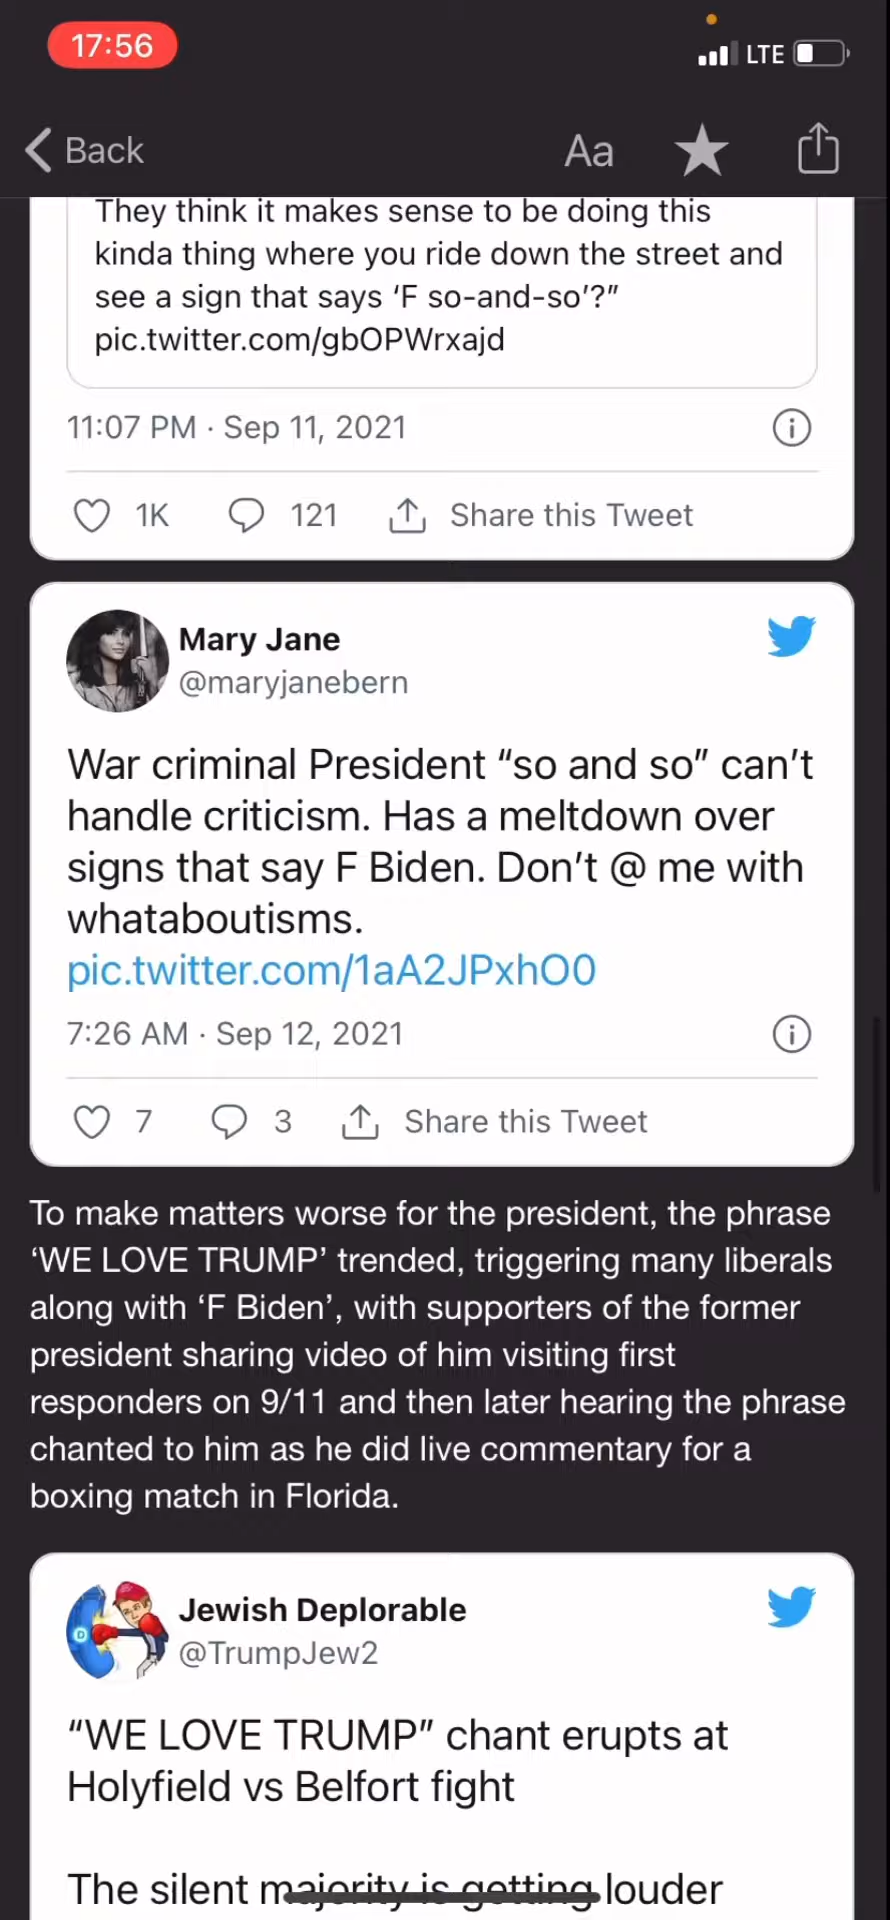 17:56
LTE
Back
Aa
They think it makes sense to be doing this
kinda thing where you ride down the street and
see a sign that says ‘F so-and-so’?”
pic.twitter.com/gbOPWrxajd
11:07 PM · Sep 11, 2021
1K 121 Share this Tweet
Mary Jane
@maryjanebern
War criminal President “so and so” can’t
handle criticism. Has a meltdown over
signs that say F Biden. Don’t @ me with
whataboutisms.
pic.twitter.com/1aA2JPxhO0
7:26 AM · Sep 12, 2021
7 3 Share this Tweet
To make matters worse for the president, the phrase
‘WE LOVE TRUMP’ trended, triggering many liberals
along with ‘F Biden’, with supporters of the former
president sharing video of him visiting first
responders on 9/11 and then later hearing the phrase
chanted to him as he did live commentary for a
boxing match in Florida.
Jewish Deplorable
@TrumpJew2
“WE LOVE TRUMP” chant erupts at
Holyfield vs Belfort fight
The silent majority is getting louder